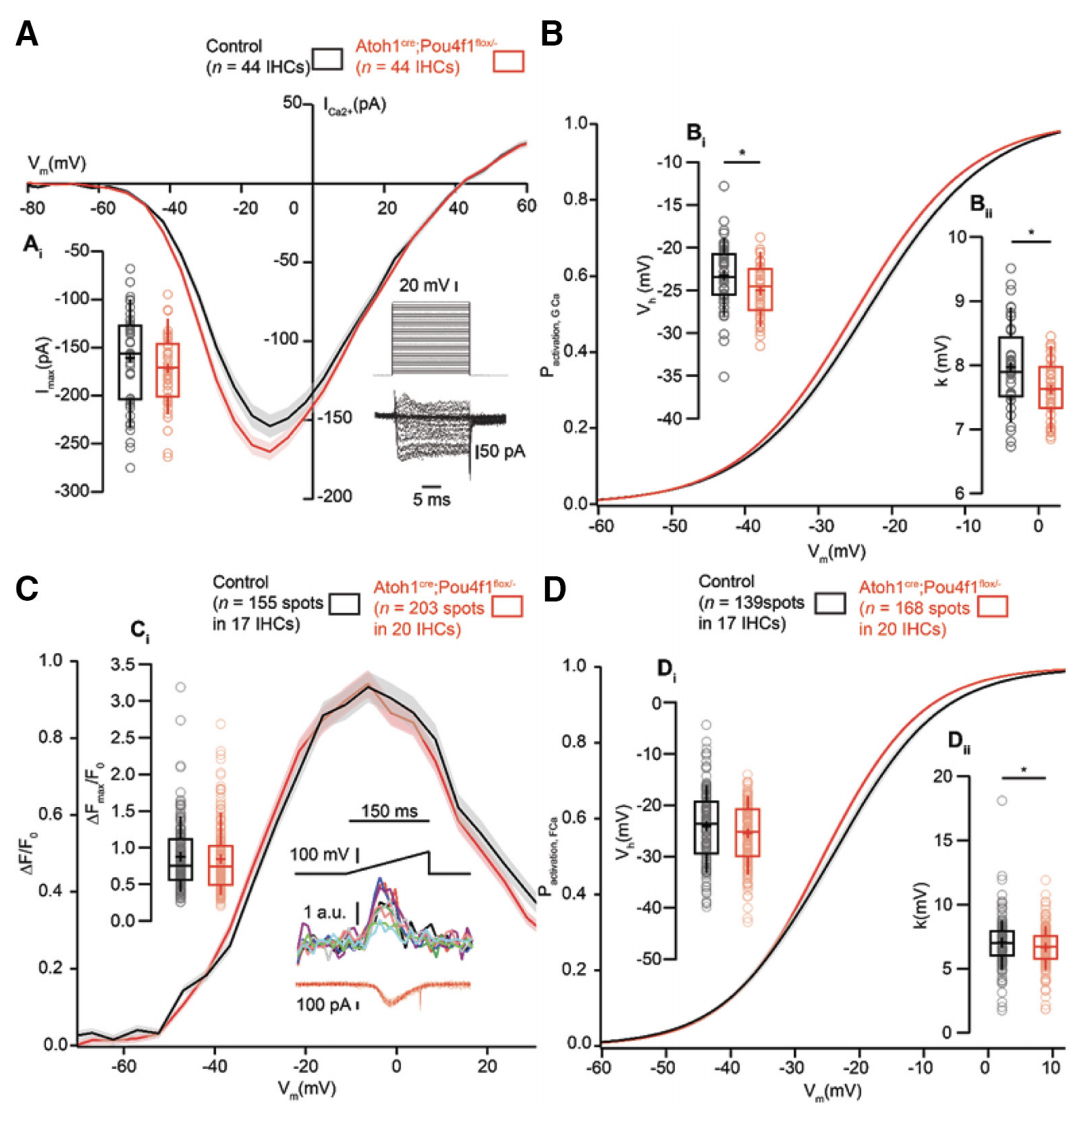 A
Control
(n = 44 IHCs)
Atoh1cre;Pou4f1flox/-
(n = 44 IHCs)
50
ICa2+(pA)
Vm(mV)
-80
-60
-40
-20
0
20
40
60
-50
-100
-150
-200
Ai
-50
-100
-150
-200
-250
-300
Imax(pA)
20 mV
50 pA
5 ms
B
1.0
0.8
0.6
0.4
0.2
0.0
Pactivation, G Ca
-60
-50
-40
-30
-20
-10
0
Vm(mV)
Bi
*
-10
-15
-20
-25
-30
-35
-40
Vh (mV)
Bii
*
10
9
8
7
6
k (mV)
C
Control
(n = 155 spots
in 17 IHCs)
Atoh1cre;Pou4f1flox/-
(n = 203 spots
in 20 IHCs)
1.0
0.8
0.6
0.4
0.2
0.0
ΔF/F0
-60
-40
-20
0
20
Vm(mV)
Ci
3.5
3.0
2.5
2.0
1.5
1.0
0.5
0.0
ΔFmax/F0
150 ms
100 mV
1 a.u.
100 pA
D
Control
(n = 139spots
in 17 IHCs)
Atoh1cre;Pou4f1flox/-
(n = 168 spots
in 20 IHCs)
1.0
0.8
0.6
0.4
0.2
0.0
Pactivation, FCa
-60
-50
-40
-30
-20
-10
0
10
Vm(mV)
Di
0
-10
-20
-30
-40
-50
Vh(mV)
Dii
*
20
15
10
5
0
k(mV)